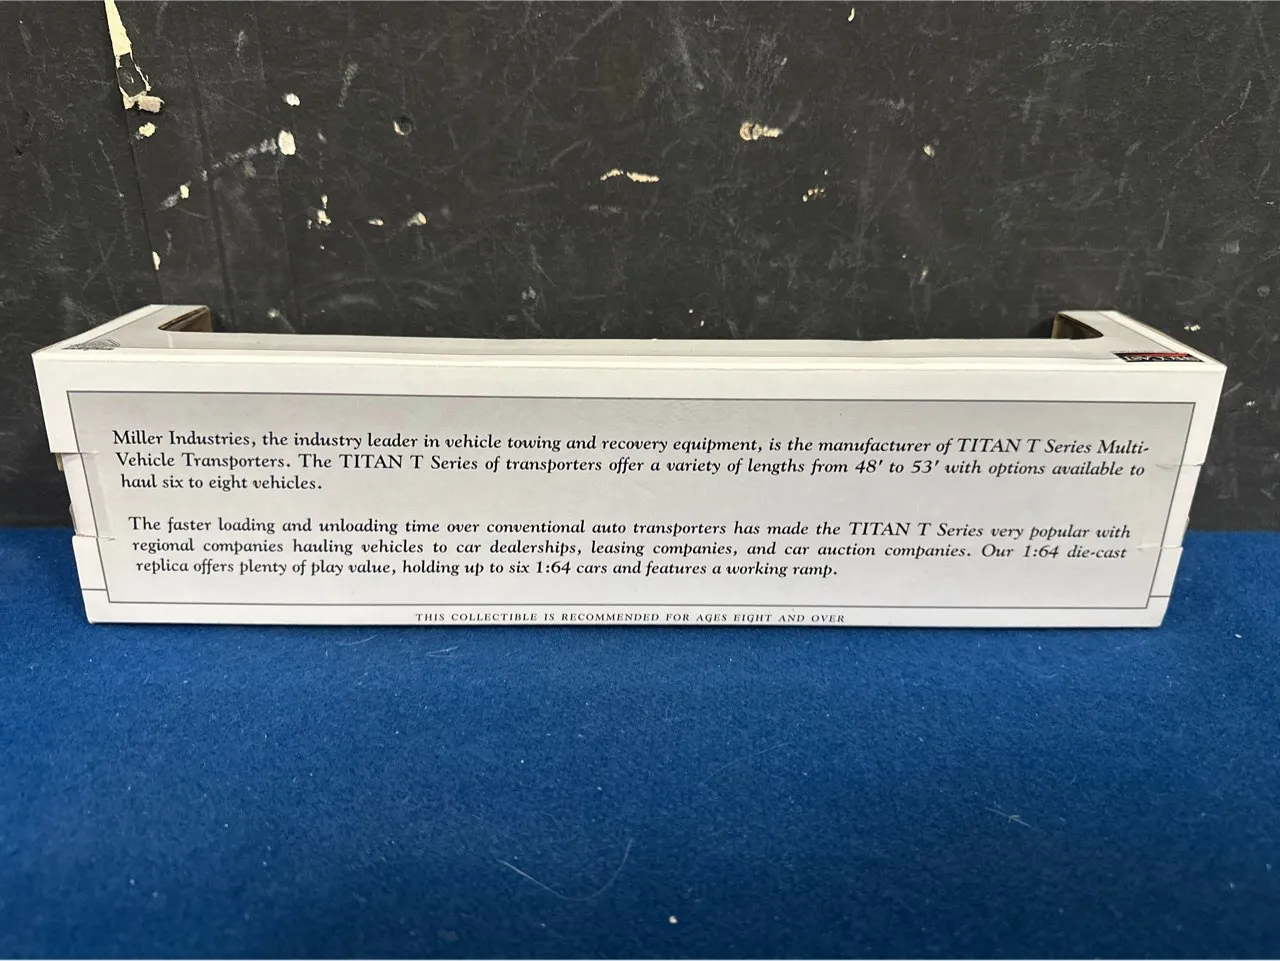 Miller Industries, the industry leader in vehicle towing and recovery equipment, is the manufacturer of TITAN T Series Multi-
Vehicle Transporters. The TITAN T Series of transporters offer a variety of lengths from 48' to 53' with options available to
haul six to eight vehicles.
The faster loading and unloading time over conventional auto transporters has made the TITAN T Series very popular with
regional companies hauling vehicles to car dealerships, leasing companies, and car auction companies. Our 1:64 die-cast
replica offers plenty of play value, holding up to six 1:64 cars and features a working ramp.
THIS COLLECTIBLE IS RECOMMENDED FOR AGES EIGHT AND OVER